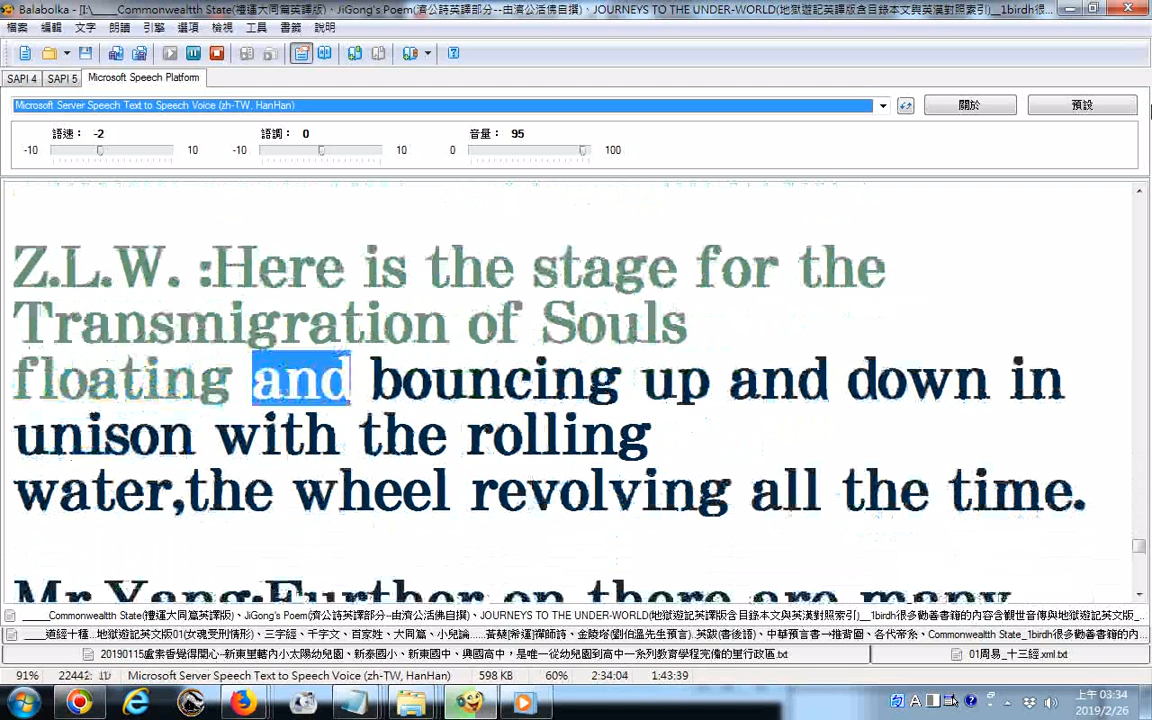 Balabolka - [I:\_____Commonwealtth State(禮運大同篇英譯版)、JiGong's Poem(濟公詩英譯部分--由濟公活佛自撰)、JOURNEYS TO THE UNDER-WORLD(地獄遊記英譯版含目錄本文與英漢對照索引)__1birdh很...
檔案 編輯 文字 朗讀 引擎 選項 檢視 工具 書籤 說明
SAPI 4 SAPI 5 Microsoft Speech Platform
Microsoft Server Speech Text to Speech Voice (zh-TW, HanHan) 關於 預設
語速： -2 語調： 0 音量： 95
-10 10 -10 10 0 100
Z.L.W. :Here is the stage for the
Transmigration of Souls
floating and bouncing up and down in
unison with the rolling
water,the wheel revolving all the time.
Mr.Yang:Further on there are many
____Commonwealtth State(禮運大同篇英譯版)、JiGong's Poem(濟公詩英譯部分--由濟公活佛自撰)、JOURNEYS TO THE UNDER-WORLD(地獄遊記英譯版含目錄本文與英漢對照索引)__1birdh很多勸善書籍的內容含觀世音傳與地獄遊記英文版...
道經十種...地獄遊記英文版01(女魂受刑情形)、三字經、千字文、百家姓、大同篇、小兒論......黃蘗[希運]禪師詩、金陵塔(劉伯溫先生預言).英跋(書後語)、中華預言書一推背圖、各代帝系、Commonwealtth State_1birdh很多勸善書籍的內...
20190115盧素香覺得開心--新東里轄內小太陽幼兒園、新泰國小、新東國中、興國高中，是唯一從幼兒園到高中一系列教育學程完備的里行政區.txt 01周易_十三經.xml.txt
91% 22442: Microsoft Server Speech Text to Speech Voice (zh-TW, HanHan) 598 KB 60% 2:34:04 1:43:39
上午 03:34
2019/2/26